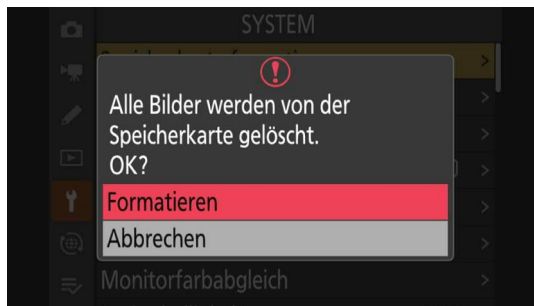 SYSTEM
Alle Bilder werden von der
Speicherkarte gelöscht.
OK?
Formatieren
Abbrechen
Monitorfarbabgleich